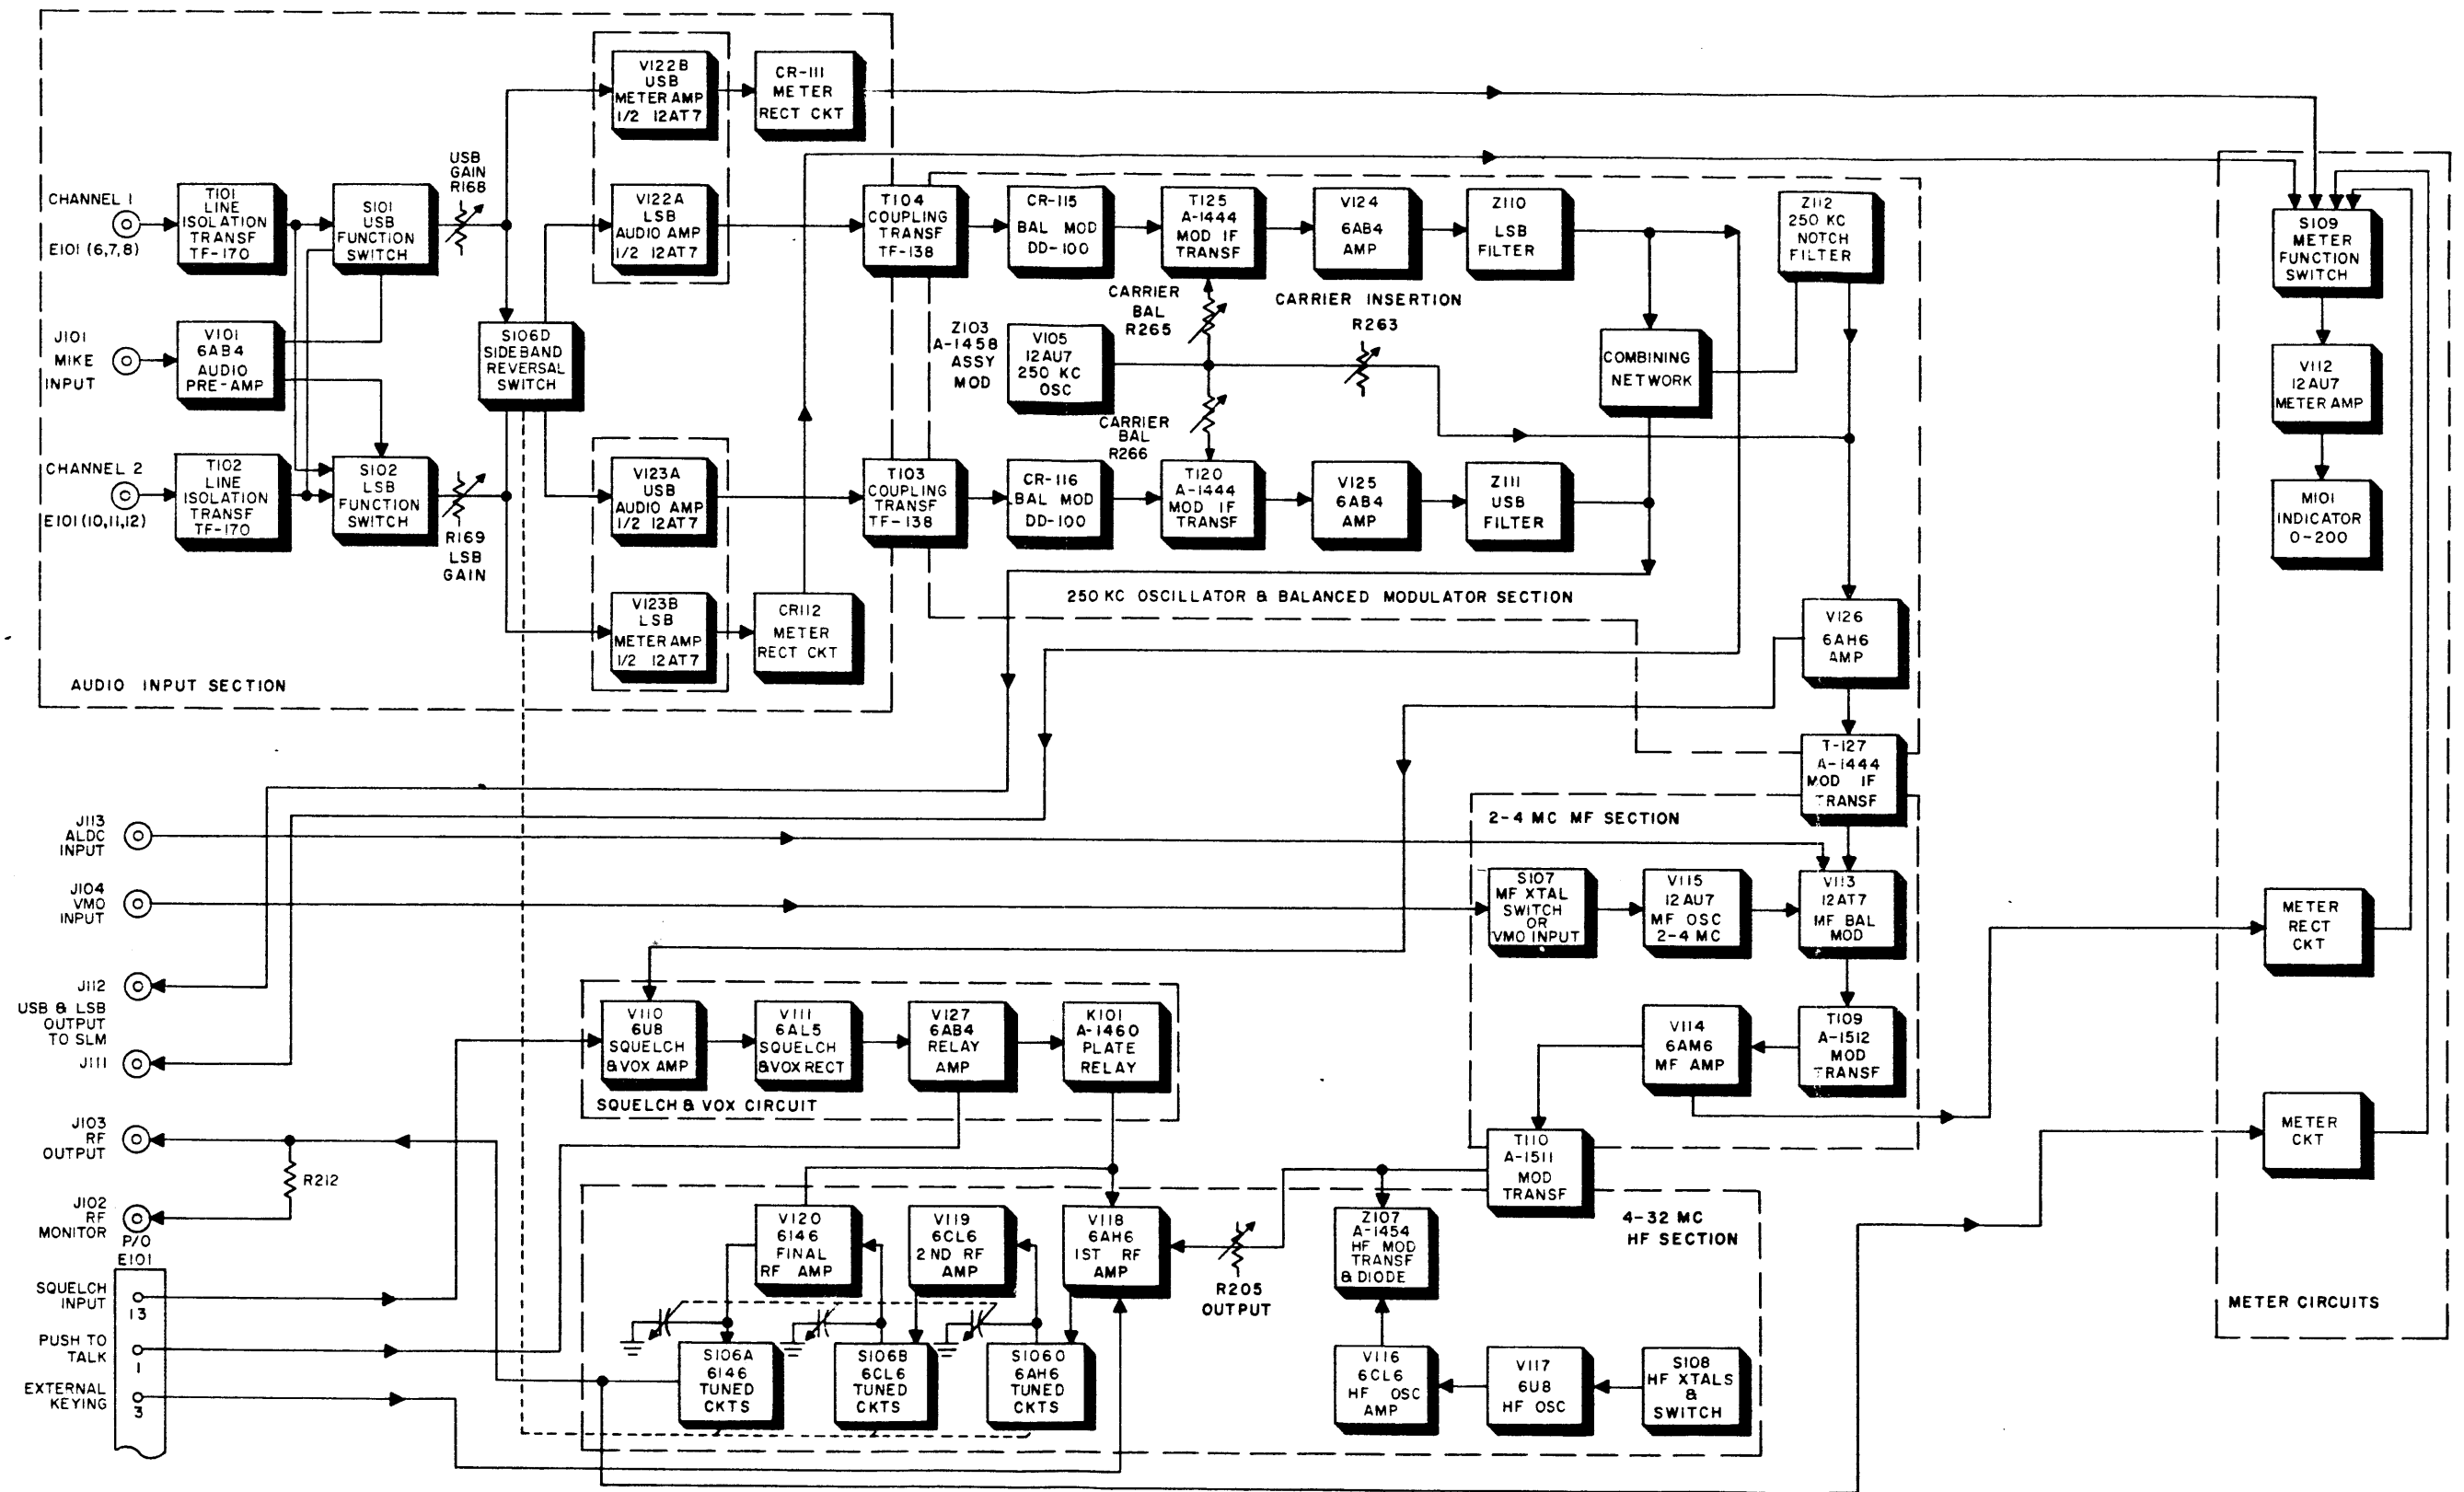 V122B
USB
METER AMP
1/2 12AT7
CR-111
METER
RECT CKT
USB
GAIN
R168
CHANNEL 1
E101 (6,7,8)
T101
LINE
ISOLATION
TRANSF
TF-170
S101
USB
FUNCTION
SWITCH
V122A
LSB
AUDIO AMP
1/2 12AT7
T104
COUPLING
TRANSF
TF-138
CR-115
BAL MOD
DD-100
T125
A-1444
MOD IF
TRANSF
V124
6AB4
AMP
Z110
LSB
FILTER
Z112
250 KC
NOTCH
FILTER
S109
METER
FUNCTION
SWITCH
J101
MIKE
INPUT
V101
6AB4
AUDIO
PRE-AMP
S106D
SIDEBAND
REVERSAL
SWITCH
Z103
A-1458
ASSY
MOD
V105
12AU7
250 KC
OSC
CARRIER
BAL
R265
CARRIER INSERTION
R263
COMBINING
NETWORK
V112
12AU7
METER AMP
CARRIER
BAL
R266
CHANNEL 2
E101 (10,11,12)
T102
LINE
ISOLATION
TRANSF
TF-170
S102
LSB
FUNCTION
SWITCH
R169
LSB
GAIN
V123A
USB
AUDIO AMP
1/2 12AT7
T103
COUPLING
TRANSF
TF-138
CR-116
BAL MOD
DD-100
T120
A-1444
MOD IF
TRANSF
V125
6AB4
AMP
Z111
USB
FILTER
M101
INDICATOR
0-200
V123B
LSB
METER AMP
1/2 12AT7
CR112
METER
RECT CKT
250 KC OSCILLATOR & BALANCED MODULATOR SECTION
V126
6AH6
AMP
AUDIO INPUT SECTION
T-127
A-1444
MOD IF
TRANSF
2-4 MC MF SECTION
J113
ALDC
INPUT
J104
VMO
INPUT
S107
MF XTAL
SWITCH
OR
VMO INPUT
V115
12AU7
MF OSC
2-4 MC
V113
12AT7
MF BAL
MOD
METER
RECT
CKT
J112
USB & LSB
OUTPUT
TO SLM
J111
V110
6U8
SQUELCH
& VOX AMP
V111
6AL5
SQUELCH
& VOX RECT
V127
6AB4
RELAY
AMP
K101
A-1460
PLATE
RELAY
SQUELCH & VOX CIRCUIT
V114
6AM6
MF AMP
T109
A-1512
MOD
TRANSF
METER
CKT
J103
RF
OUTPUT
R212
J102
RF
MONITOR
T110
A-1511
MOD
TRANSF
4-32 MC
HF SECTION
V120
6146
FINAL
RF AMP
V119
6CL6
2ND RF
AMP
V118
6AH6
1ST RF
AMP
R205
OUTPUT
Z107
A-1454
HF MOD
TRANSF
& DIODE
METER CIRCUITS
P/O
E101
SQUELCH
INPUT
13
PUSH TO
TALK
1
EXTERNAL
KEYING
3
S106A
6146
TUNED
CKTS
S106B
6CL6
TUNED
CKTS
S1060
6AH6
TUNED
CKTS
V116
6CL6
HF OSC
AMP
V117
6U8
HF OSC
S108
HF XTALS
&
SWITCH